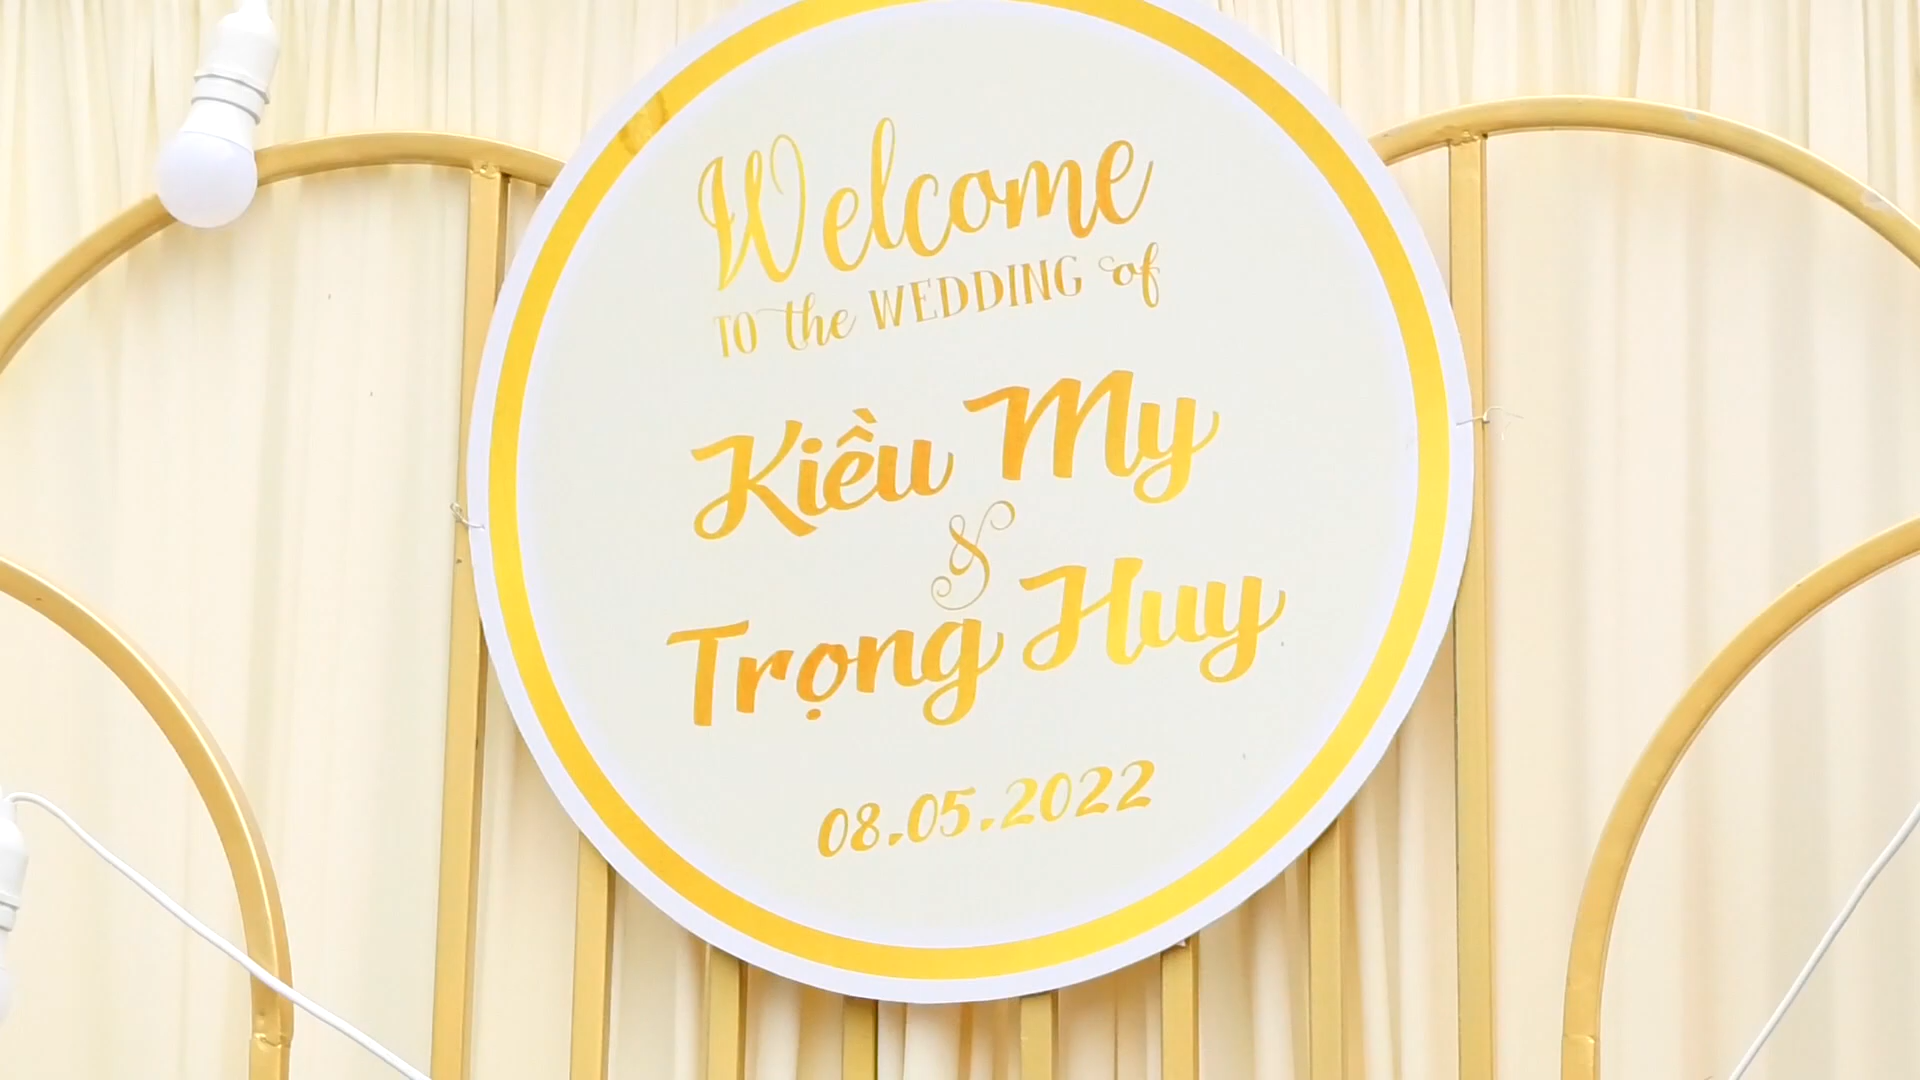 Welcome
TO the WEDDING of
Kiều My
&
Trọng Huy
08.05.2022